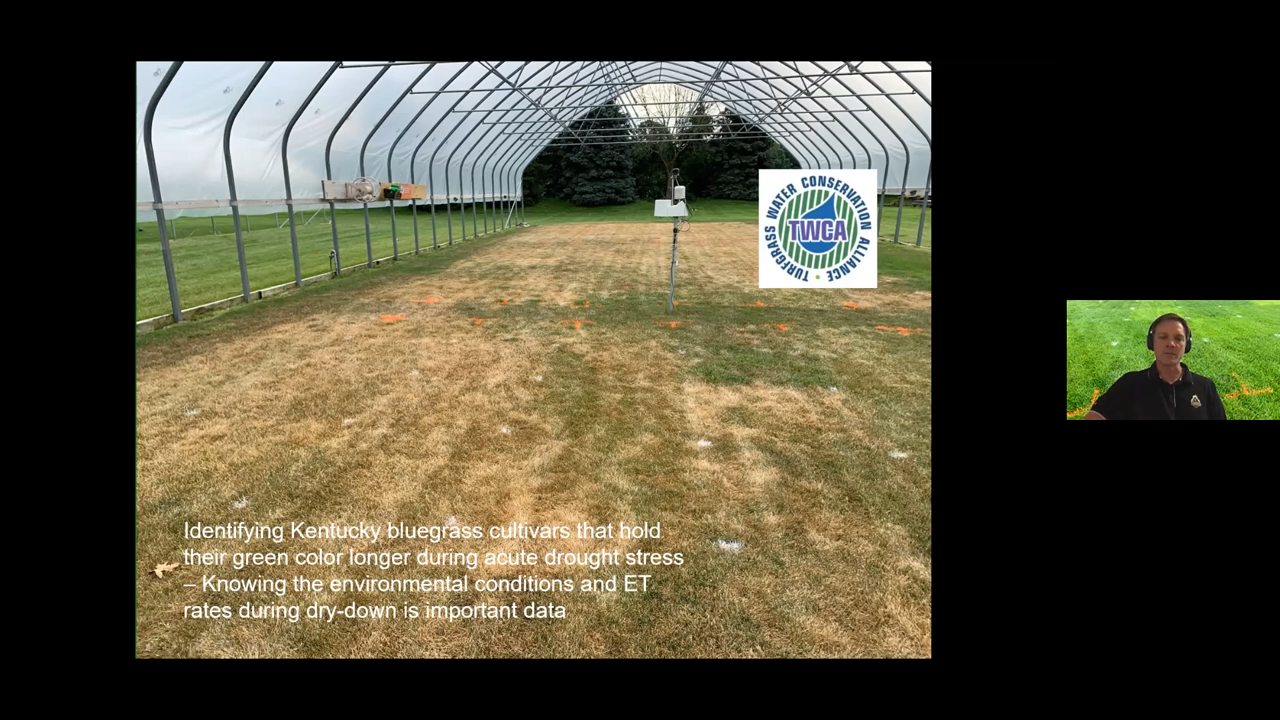 TURFGRASS WATER CONSERVATION ALLIANCE
TWCA
Identifying Kentucky bluegrass cultivars that hold
their green color longer during acute drought stress
– Knowing the environmental conditions and ET
rates during dry-down is important data